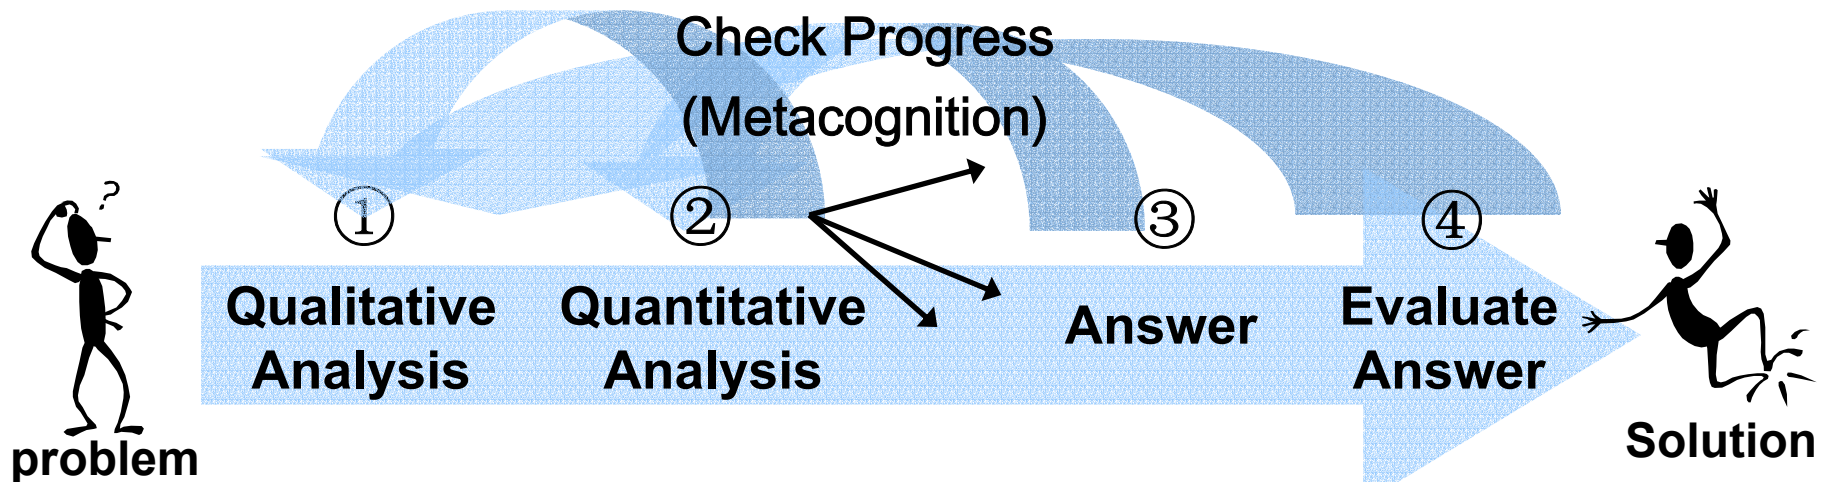 Check Progress
(Metacognition)
?
①
②
③
④
Qualitative
Analysis
Quantitative
Analysis
Answer
Evaluate
Answer
problem
Solution